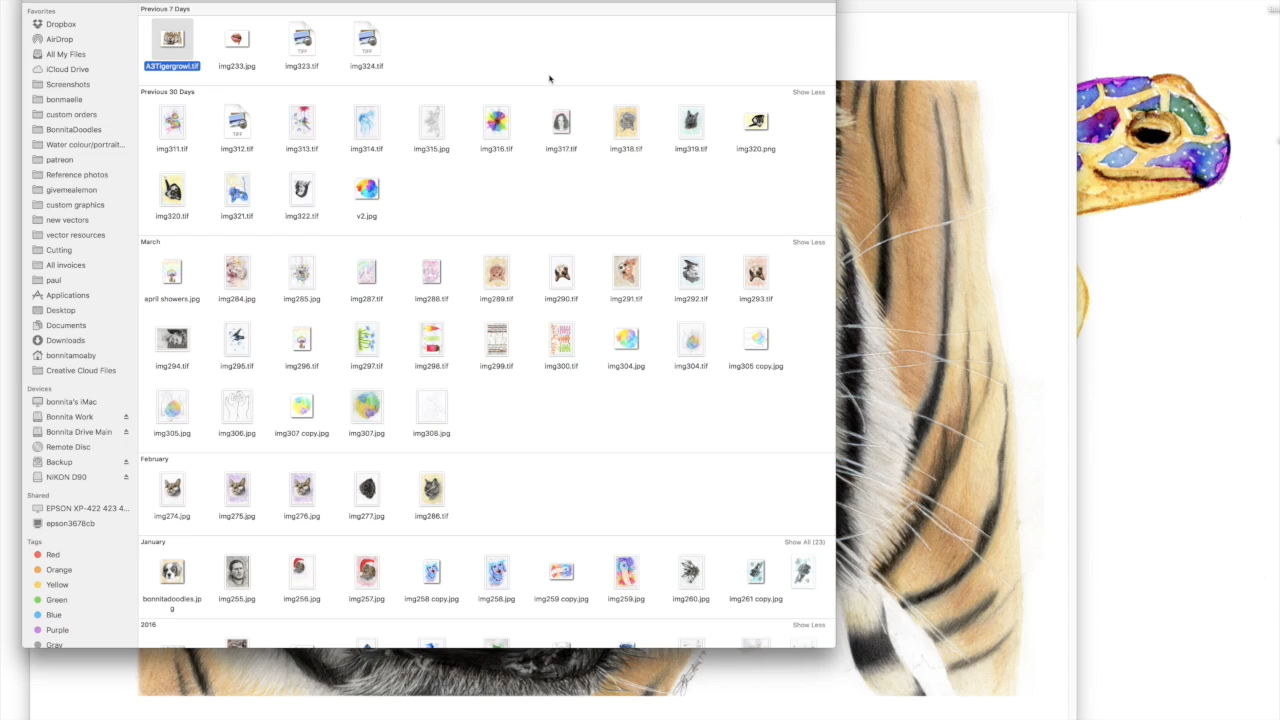 Favorites
Dropbox
AirDrop
All My Files
iCloud Drive
Screenshots
bonmaelle
custom orders
BonnitaDoodles
Water colour/portrait...
patreon
Reference photos
givemealemon
custom graphics
new vectors
vector resources
Cutting
All invoices
paul
Applications
Desktop
Documents
Downloads
bonnitamoaby
Creative Cloud Files
Devices
bonnita's iMac
Bonnita Work
Bonnita Drive Main
Remote Disc
Backup
NIKON D90
Shared
EPSON XP-422 423 4...
epson3678cb
Tags
Red
Orange
Yellow
Green
Blue
Purple
Gray
Previous 7 Days
TIFF TIFF
A3Tigergrowl.tif img233.jpg img323.tif img324.tif
Previous 30 Days Show Less
TIFF
img311.tif img312.tif img313.tif img314.tif img315.jpg img316.tif img317.tif img318.tif img319.tif img320.png
img320.tif img321.tif img322.tif v2.jpg
March Show Less
april showers.jpg img284.jpg img285.jpg img287.tif img288.tif img289.tif img290.tif img291.tif img292.tif img293.tif
img294.tif img295.tif img296.tif img297.tif img298.tif img299.tif img300.tif img304.jpg img304.tif img305 copy.jpg
img305.jpg img306.jpg img307 copy.jpg img307.jpg img308.jpg
February
img274.jpg img275.jpg img276.jpg img277.jpg img286.tif
January Show All (23)
bonnitadoodles.jp img255.jpg img256.jpg img257.jpg img258 copy.jpg img258.jpg img259 copy.jpg img259.jpg img260.jpg img261 copy.jpg
g
2016 Show Less